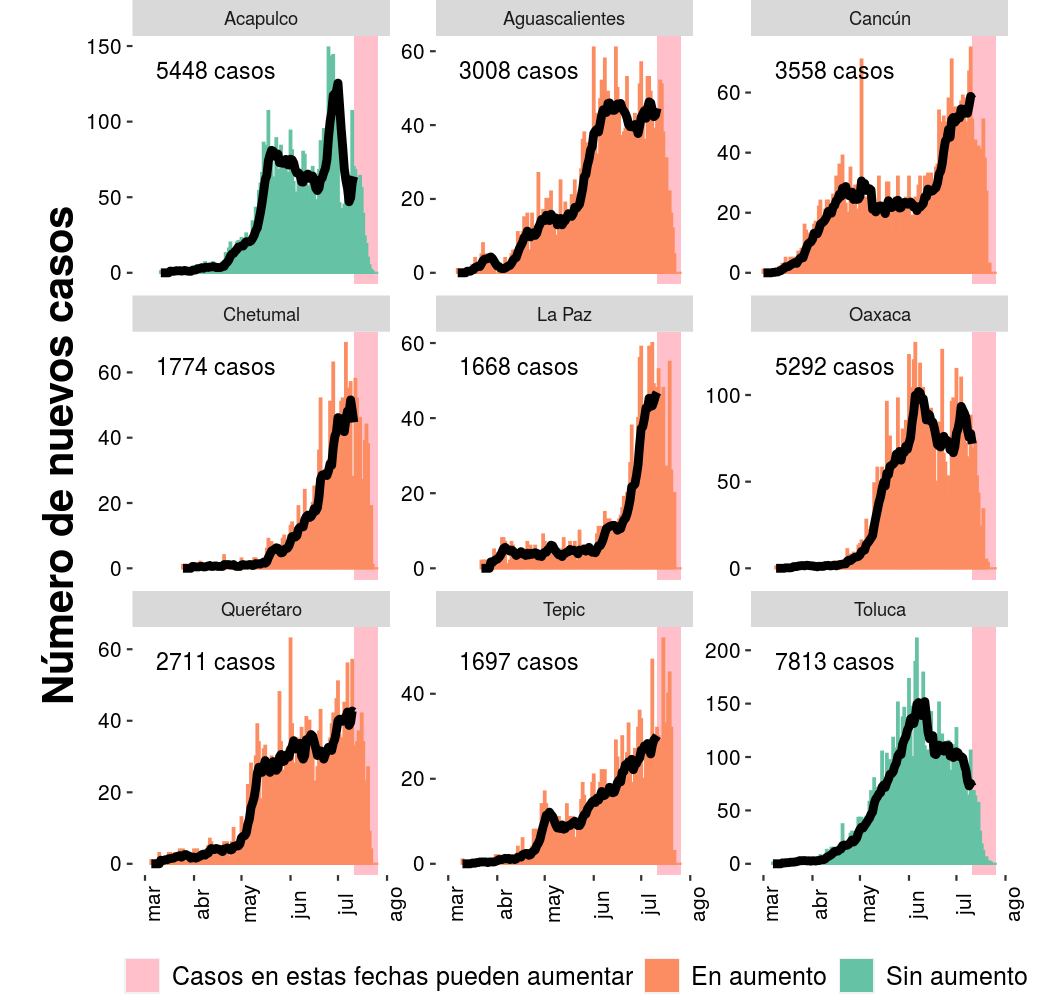 Número de nuevos casos
Acapulco
Aguascalientes
Cancún
150
100
50
0
5448 casos
60
40
20
0
3008 casos
60
40
20
0
3558 casos
Chetumal
La Paz
Oaxaca
60
40
20
0
1774 casos
60
40
20
0
1668 casos
100
50
0
5292 casos
Querétaro
Tepic
Toluca
60
40
20
0
2711 casos
40
20
0
1697 casos
200
150
100
50
0
7813 casos
mar abr may jun jul ago
mar abr may jun jul ago
mar abr may jun jul ago
Casos en estas fechas pueden aumentar En aumento Sin aumento